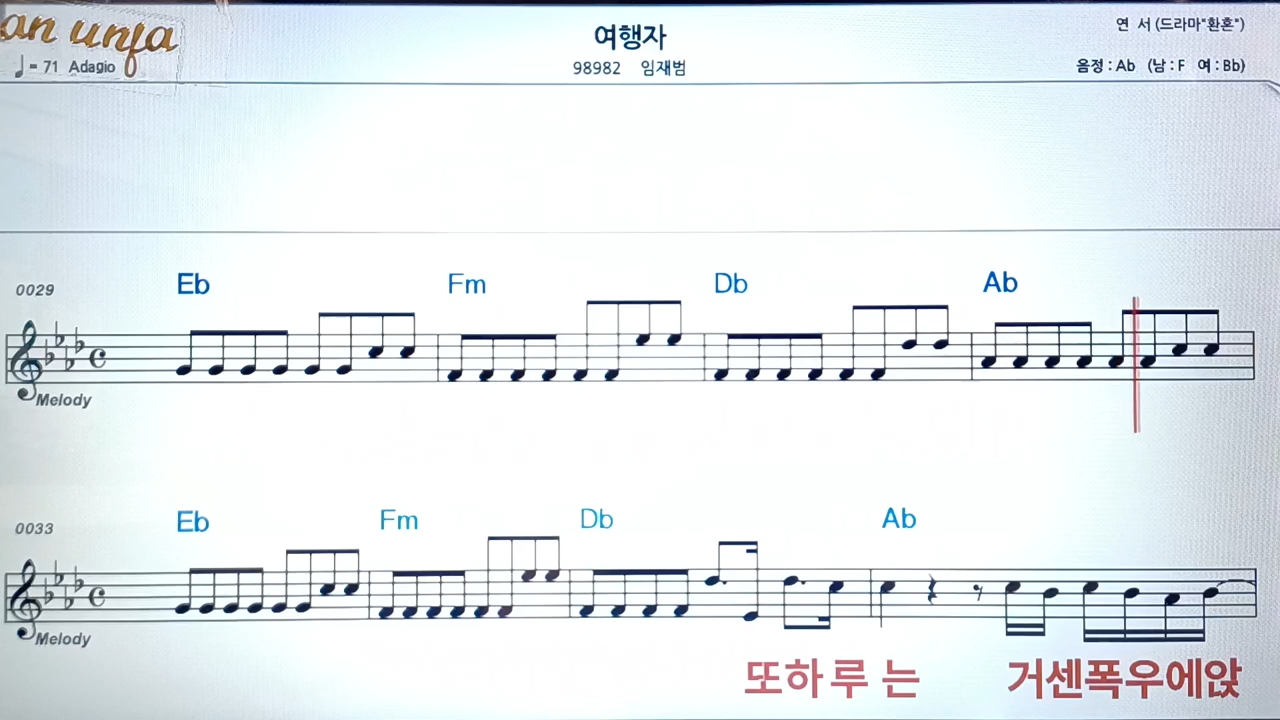 an unfa
여행자
연 서 (드라마"환혼")
♩ = 71 Adagio
98982 임재범
음정 : Ab (남 : F 여 : Bb)
0029 Eb Fm Db Ab
Melody
0033 Eb Fm Db Ab
Melody
또하루는 거센폭우에앉